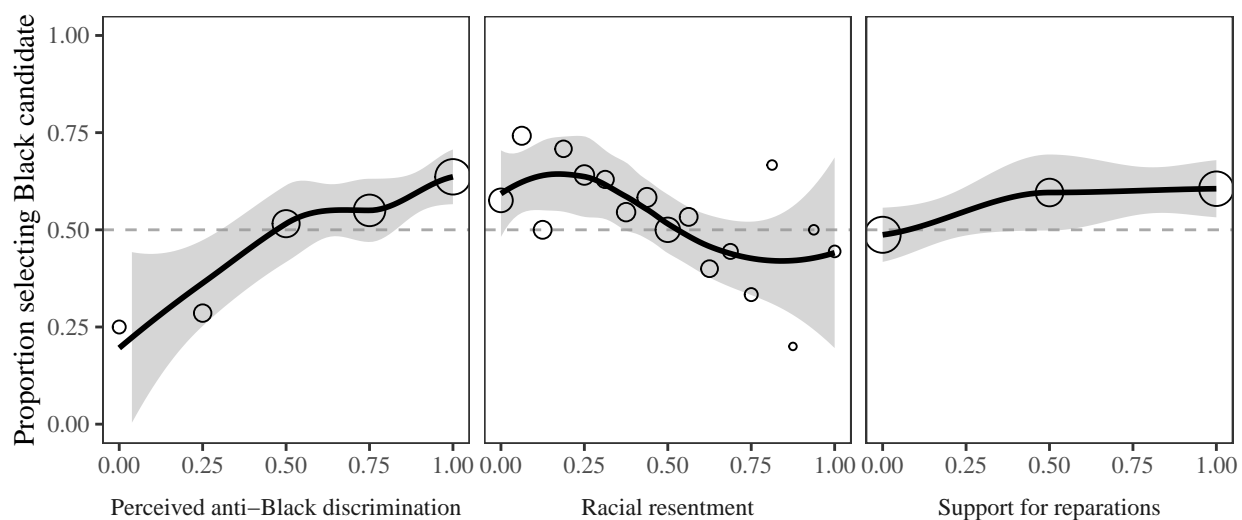 Proportion selecting Black candidate
1.00
0.75
0.50
0.25
0.00
0.00 0.25 0.50 0.75 1.00 0.00 0.25 0.50 0.75 1.00 0.00 0.25 0.50 0.75 1.00
Perceived anti−Black discrimination Racial resentment Support for reparations